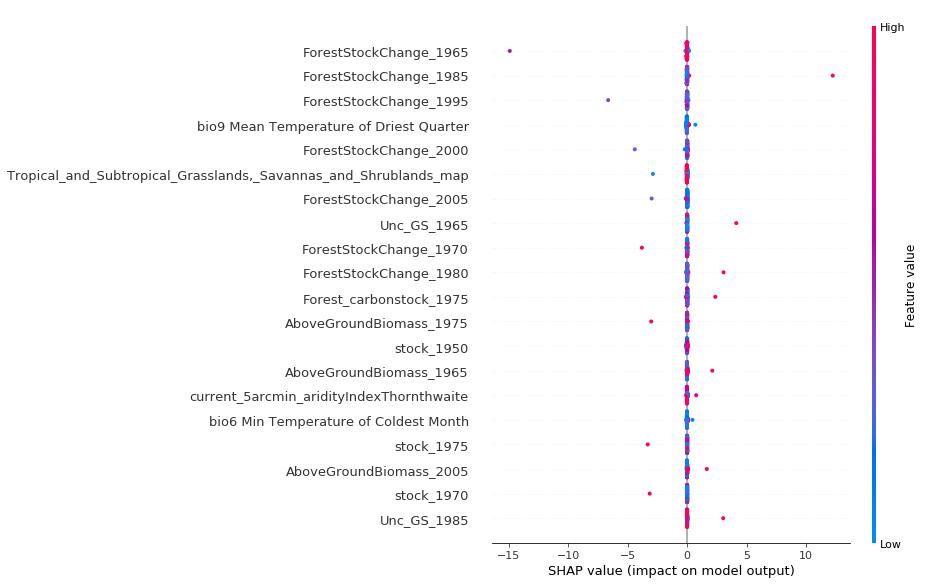 High
ForestStockChange_1965
ForestStockChange_1985
ForestStockChange_1995
bio9 Mean Temperature of Driest Quarter
ForestStockChange_2000
Tropical_and_Subtropical_Grasslands,_Savannas_and_Shrublands_map
ForestStockChange_2005
Unc_GS_1965
ForestStockChange_1970
ForestStockChange_1980
Forest_carbonstock_1975
AboveGroundBiomass_1975
stock_1950
AboveGroundBiomass_1965
current_5arcmin_aridityIndexThornthwaite
bio6 Min Temperature of Coldest Month
stock_1975
AboveGroundBiomass_2005
stock_1970
Unc_GS_1985
Feature value
Low
−15 −10 −5 0 5 10
SHAP value (impact on model output)